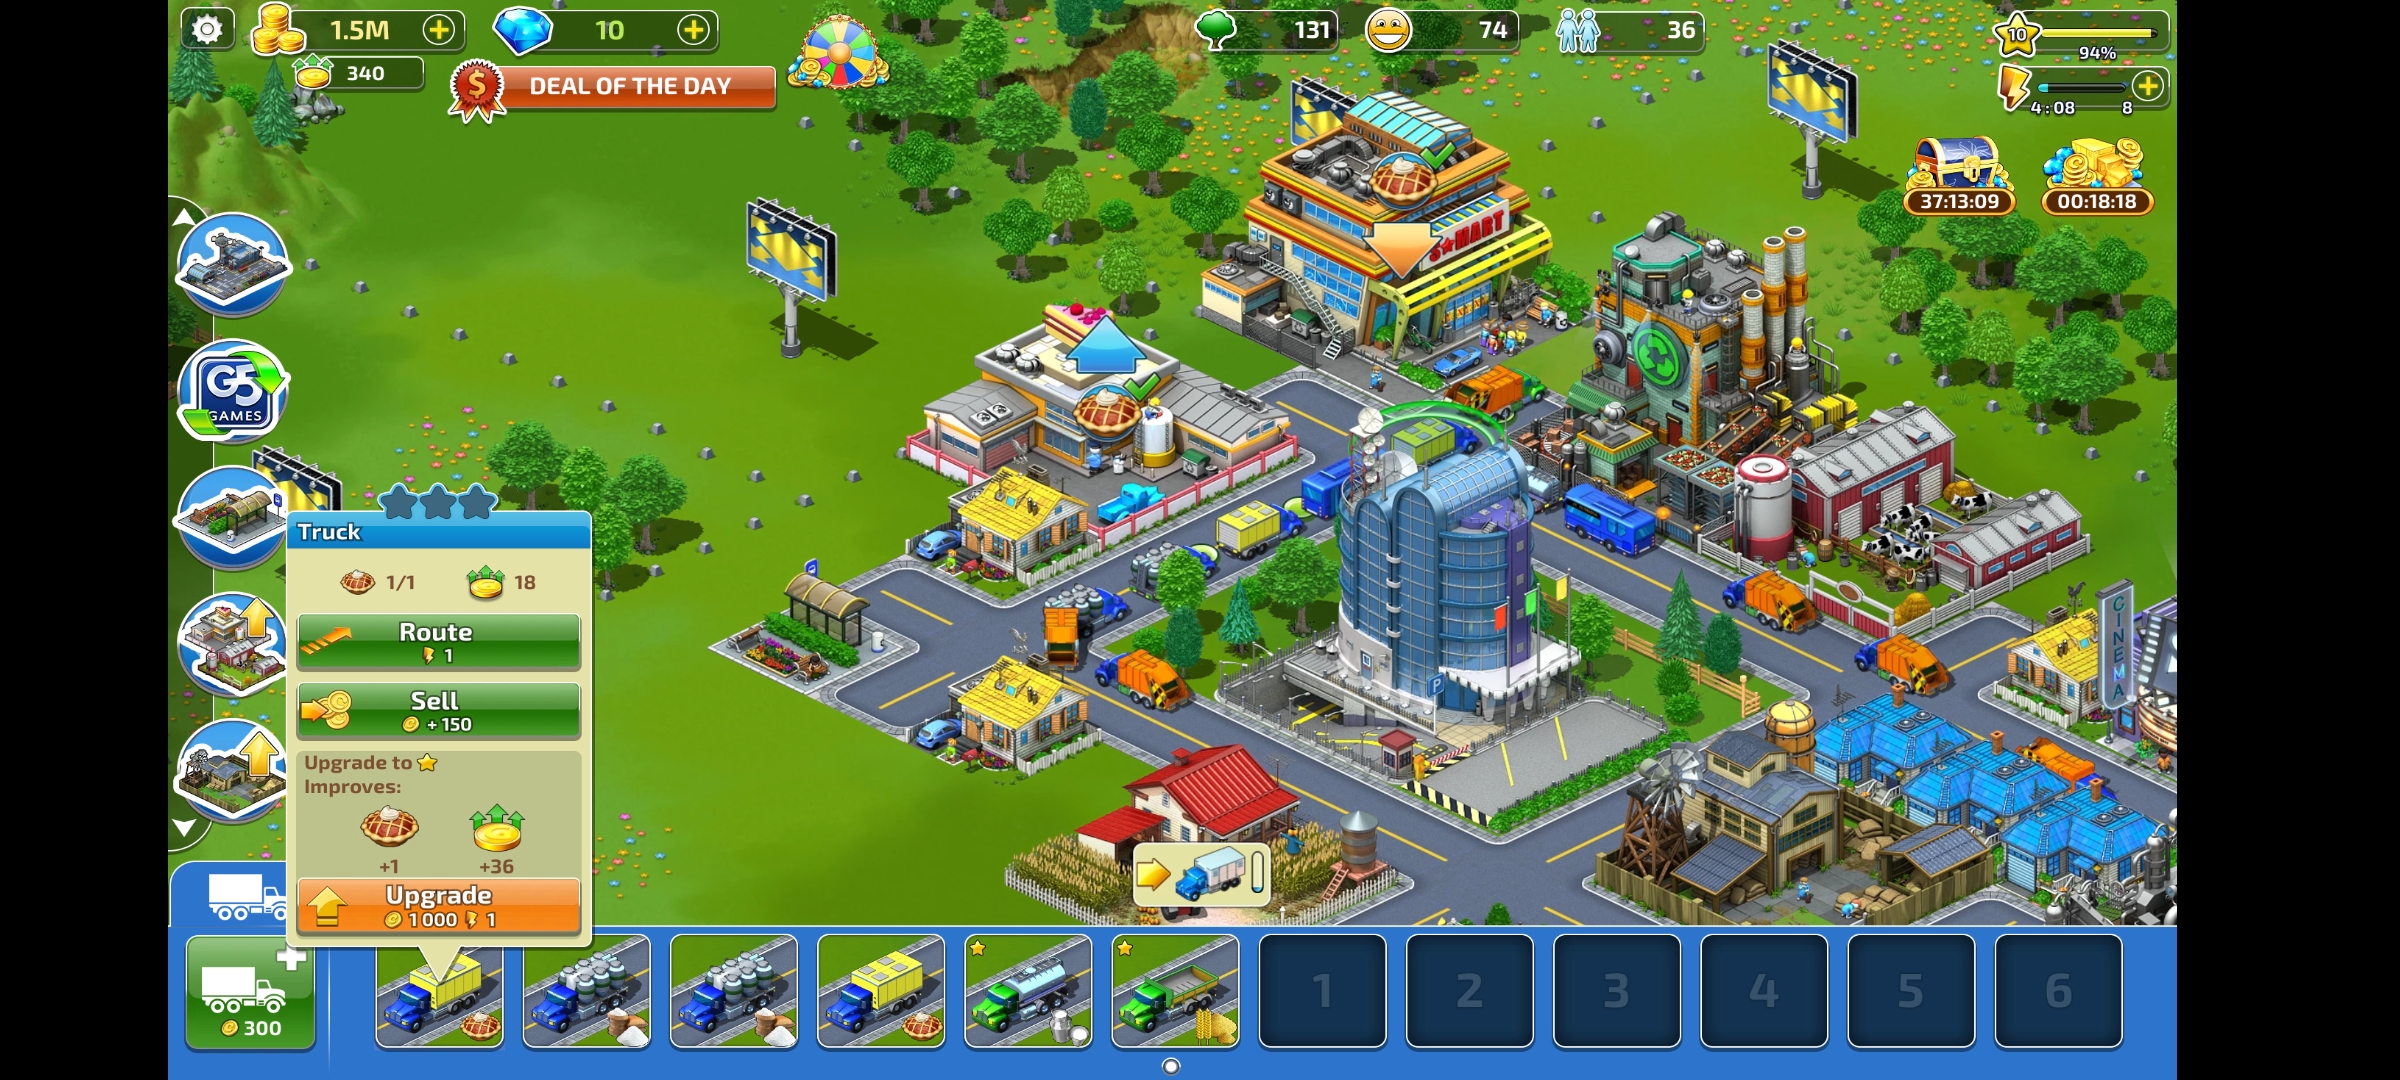 1.5M
10
131
74
36
10
94%
340
DEAL OF THE DAY
4:08
8
37:13:09
00:18:18
S★MART
G5
GAMES
CINEMA
P
Truck
1/1
18
Route
1
Sell
+150
Upgrade to
Improves:
+1
+36
Upgrade
1 000
1
300
1
2
3
4
5
6